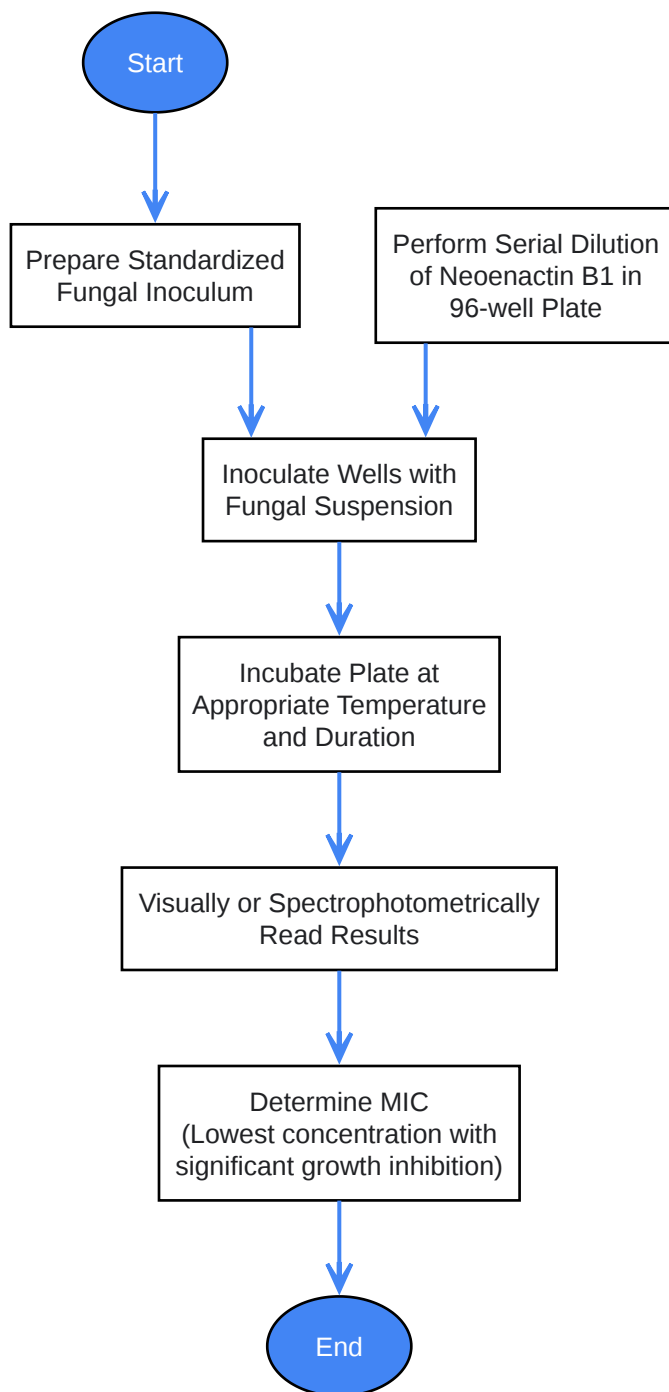 Start
Prepare Standardized
Fungal Inoculum
Perform Serial Dilution
of Neoenactin B1 in
96-well Plate
Inoculate Wells with
Fungal Suspension
Incubate Plate at
Appropriate Temperature
and Duration
Visually or Spectrophotometrically
Read Results
Determine MIC
(Lowest concentration with
significant growth inhibition)
End